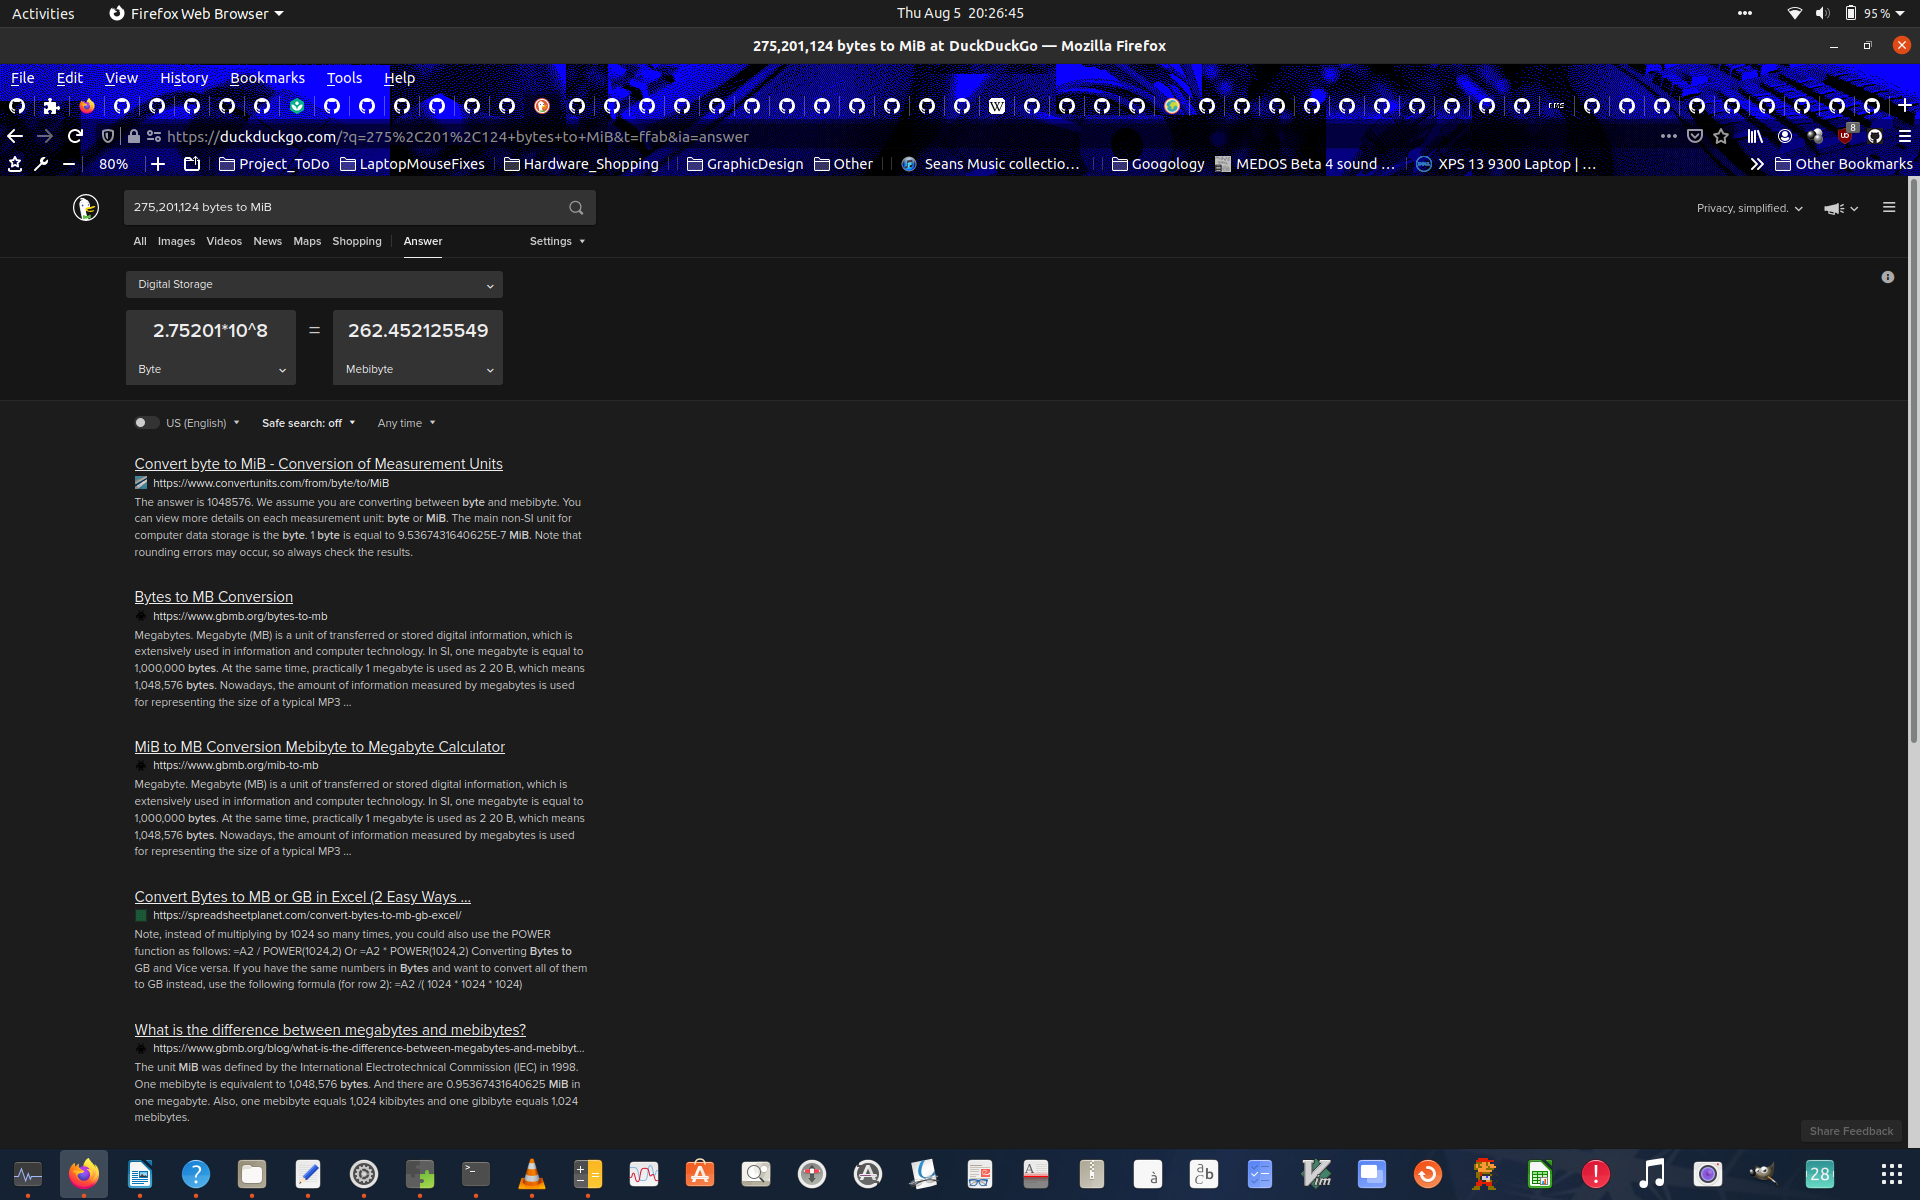 Activities Firefox Web Browser Thu Aug 5 20:26:45 95 %
275,201,124 bytes to MiB at DuckDuckGo — Mozilla Firefox
File Edit View History Bookmarks Tools Help
https://duckduckgo.com/?q=275%2C201%2C124+bytes+to+MiB&t=ffab&ia=answer 8
80% Project_ToDo LaptopMouseFixes Hardware_Shopping GraphicDesign Other Seans Music collectio… Googology MEDOS Beta 4 sound … XPS 13 9300 Laptop | … Other Bookmarks
275,201,124 bytes to MiB
Privacy, simplified.
All Images Videos News Maps Shopping Answer Settings
Digital Storage
2.75201*10^8 = 262.452125549
Byte Mebibyte
US (English) Safe search: off Any time
Convert byte to MiB - Conversion of Measurement Units
https://www.convertunits.com/from/byte/to/MiB
The answer is 1048576. We assume you are converting between byte and mebibyte. You
can view more details on each measurement unit: byte or MiB. The main non-SI unit for
computer data storage is the byte. 1 byte is equal to 9.5367431640625E-7 MiB. Note that
rounding errors may occur, so always check the results.
Bytes to MB Conversion
https://www.gbmb.org/bytes-to-mb
Megabytes. Megabyte (MB) is a unit of transferred or stored digital information, which is
extensively used in information and computer technology. In SI, one megabyte is equal to
1,000,000 bytes. At the same time, practically 1 megabyte is used as 2 20 B, which means
1,048,576 bytes. Nowadays, the amount of information measured by megabytes is used
for representing the size of a typical MP3 ...
MiB to MB Conversion Mebibyte to Megabyte Calculator
https://www.gbmb.org/mib-to-mb
Megabyte. Megabyte (MB) is a unit of transferred or stored digital information, which is
extensively used in information and computer technology. In SI, one megabyte is equal to
1,000,000 bytes. At the same time, practically 1 megabyte is used as 2 20 B, which means
1,048,576 bytes. Nowadays, the amount of information measured by megabytes is used
for representing the size of a typical MP3 ...
Convert Bytes to MB or GB in Excel (2 Easy Ways ...
https://spreadsheetplanet.com/convert-bytes-to-mb-gb-excel/
Note, instead of multiplying by 1024 so many times, you could also use the POWER
function as follows: =A2 / POWER(1024,2) Or =A2 * POWER(1024,2) Converting Bytes to
GB and Vice versa. If you have the same numbers in Bytes and want to convert all of them
to GB instead, use the following formula (for row 2): =A2 /( 1024 * 1024 * 1024)
What is the difference between megabytes and mebibytes?
https://www.gbmb.org/blog/what-is-the-difference-between-megabytes-and-mebibyt...
The unit MiB was defined by the International Electrotechnical Commission (IEC) in 1998.
One mebibyte is equivalent to 1,048,576 bytes. And there are 0.95367431640625 MiB in
one megabyte. Also, one mebibyte equals 1,024 kibibytes and one gibibyte equals 1,024
mebibytes.
Share Feedback
28